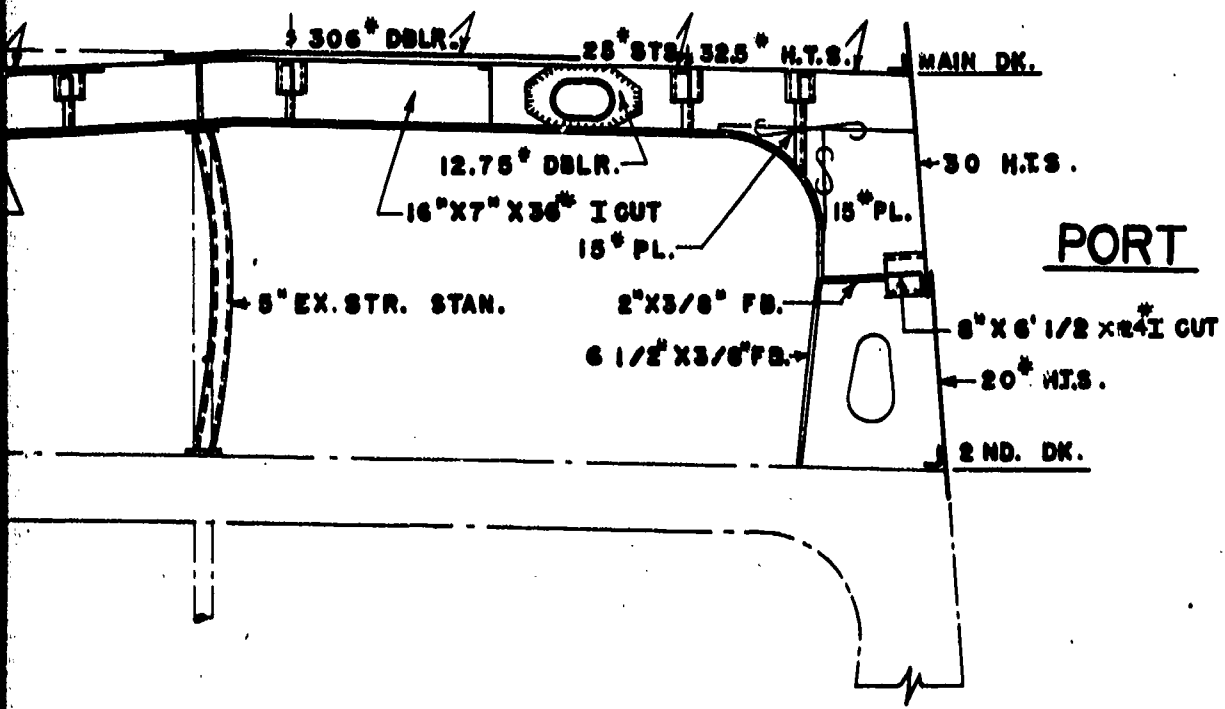 306# DBLR.
25# STS. 32.5# H.T.S.
MAIN DK.
12.75# DBLR.
30 H.T.S.
16"X7"X36# I CUT
15# PL.
15# PL.
PORT
5" EX. STR. STAN.
2"X3/8" FB.
8"X 6' 1/2 X 24# I CUT
6 1/2"X3/8"FB.
20# H.T.S.
2 ND. DK.